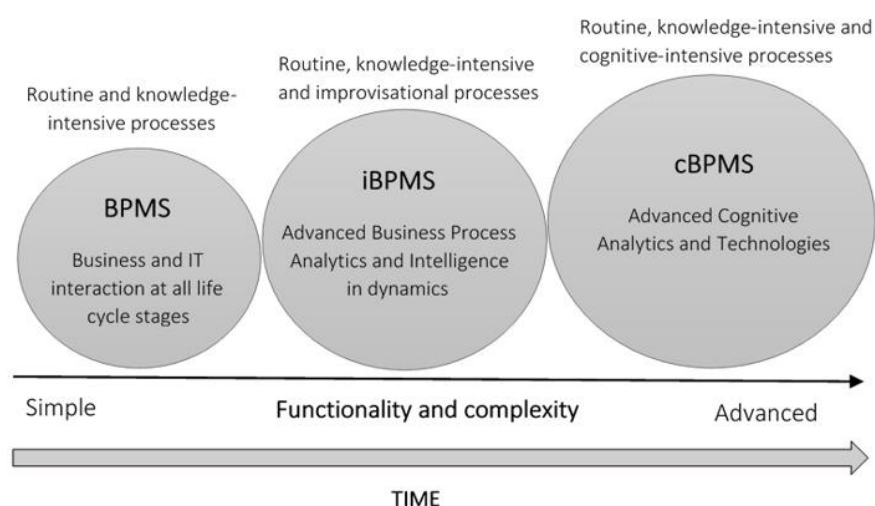 Routine and knowledge-
intensive processes
BPMS
Business and IT
interaction at all life
cycle stages
Routine, knowledge-intensive
and improvisational processes
iBPMS
Advanced Business Process
Analytics and Intelligence
in dynamics
Routine, knowledge-intensive and
cognitive-intensive processes
cBPMS
Advanced Cognitive
Analytics and Technologies
Simple
Functionality and complexity
Advanced
TIME